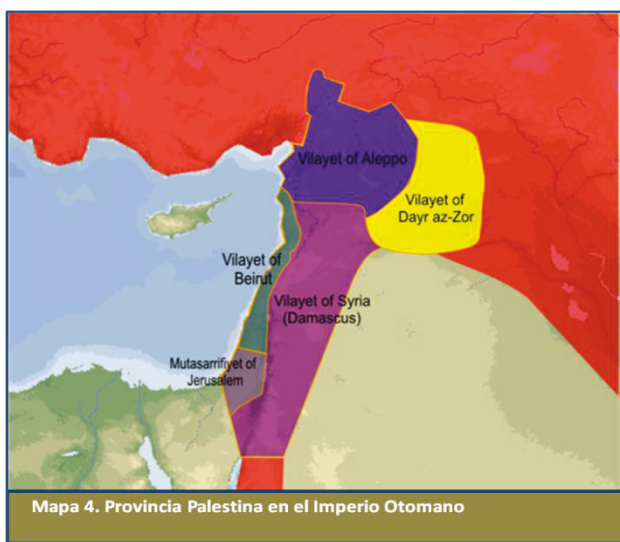 Vilayet of Aleppo
Vilayet of
Dayr az-Zor
Vilayet of
Beirut
Vilayet of Syria
(Damascus)
Mutasarrifiyet of
Jerusalem
Mapa 4. Provincia Palestina en el Imperio Otomano